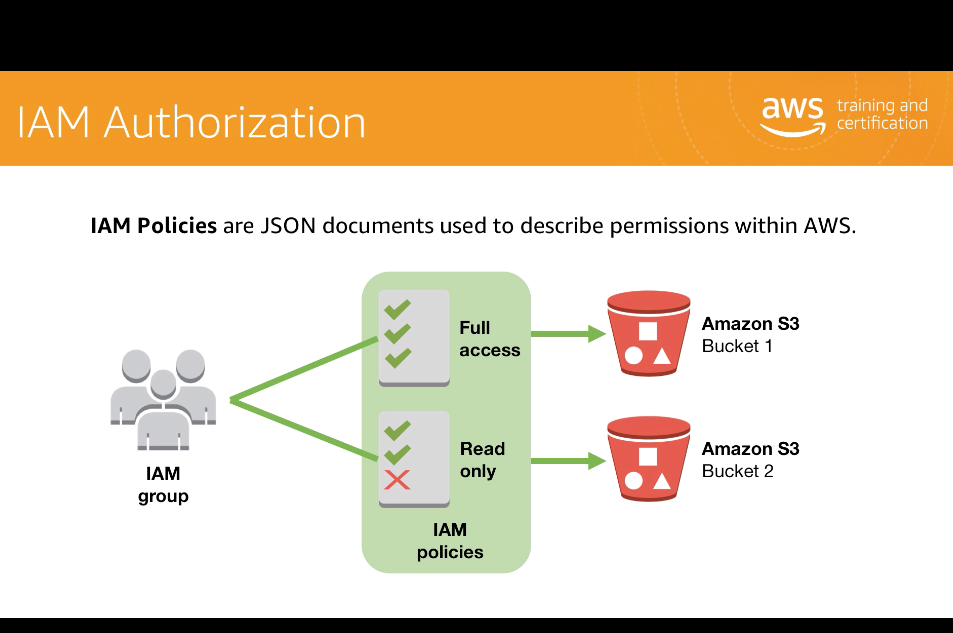 IAM Authorization
aws
training and
certification
IAM Policies are JSON documents used to describe permissions within AWS.
Full
access
Amazon S3
Bucket 1
IAM
group
Read
only
Amazon S3
Bucket 2
IAM
policies